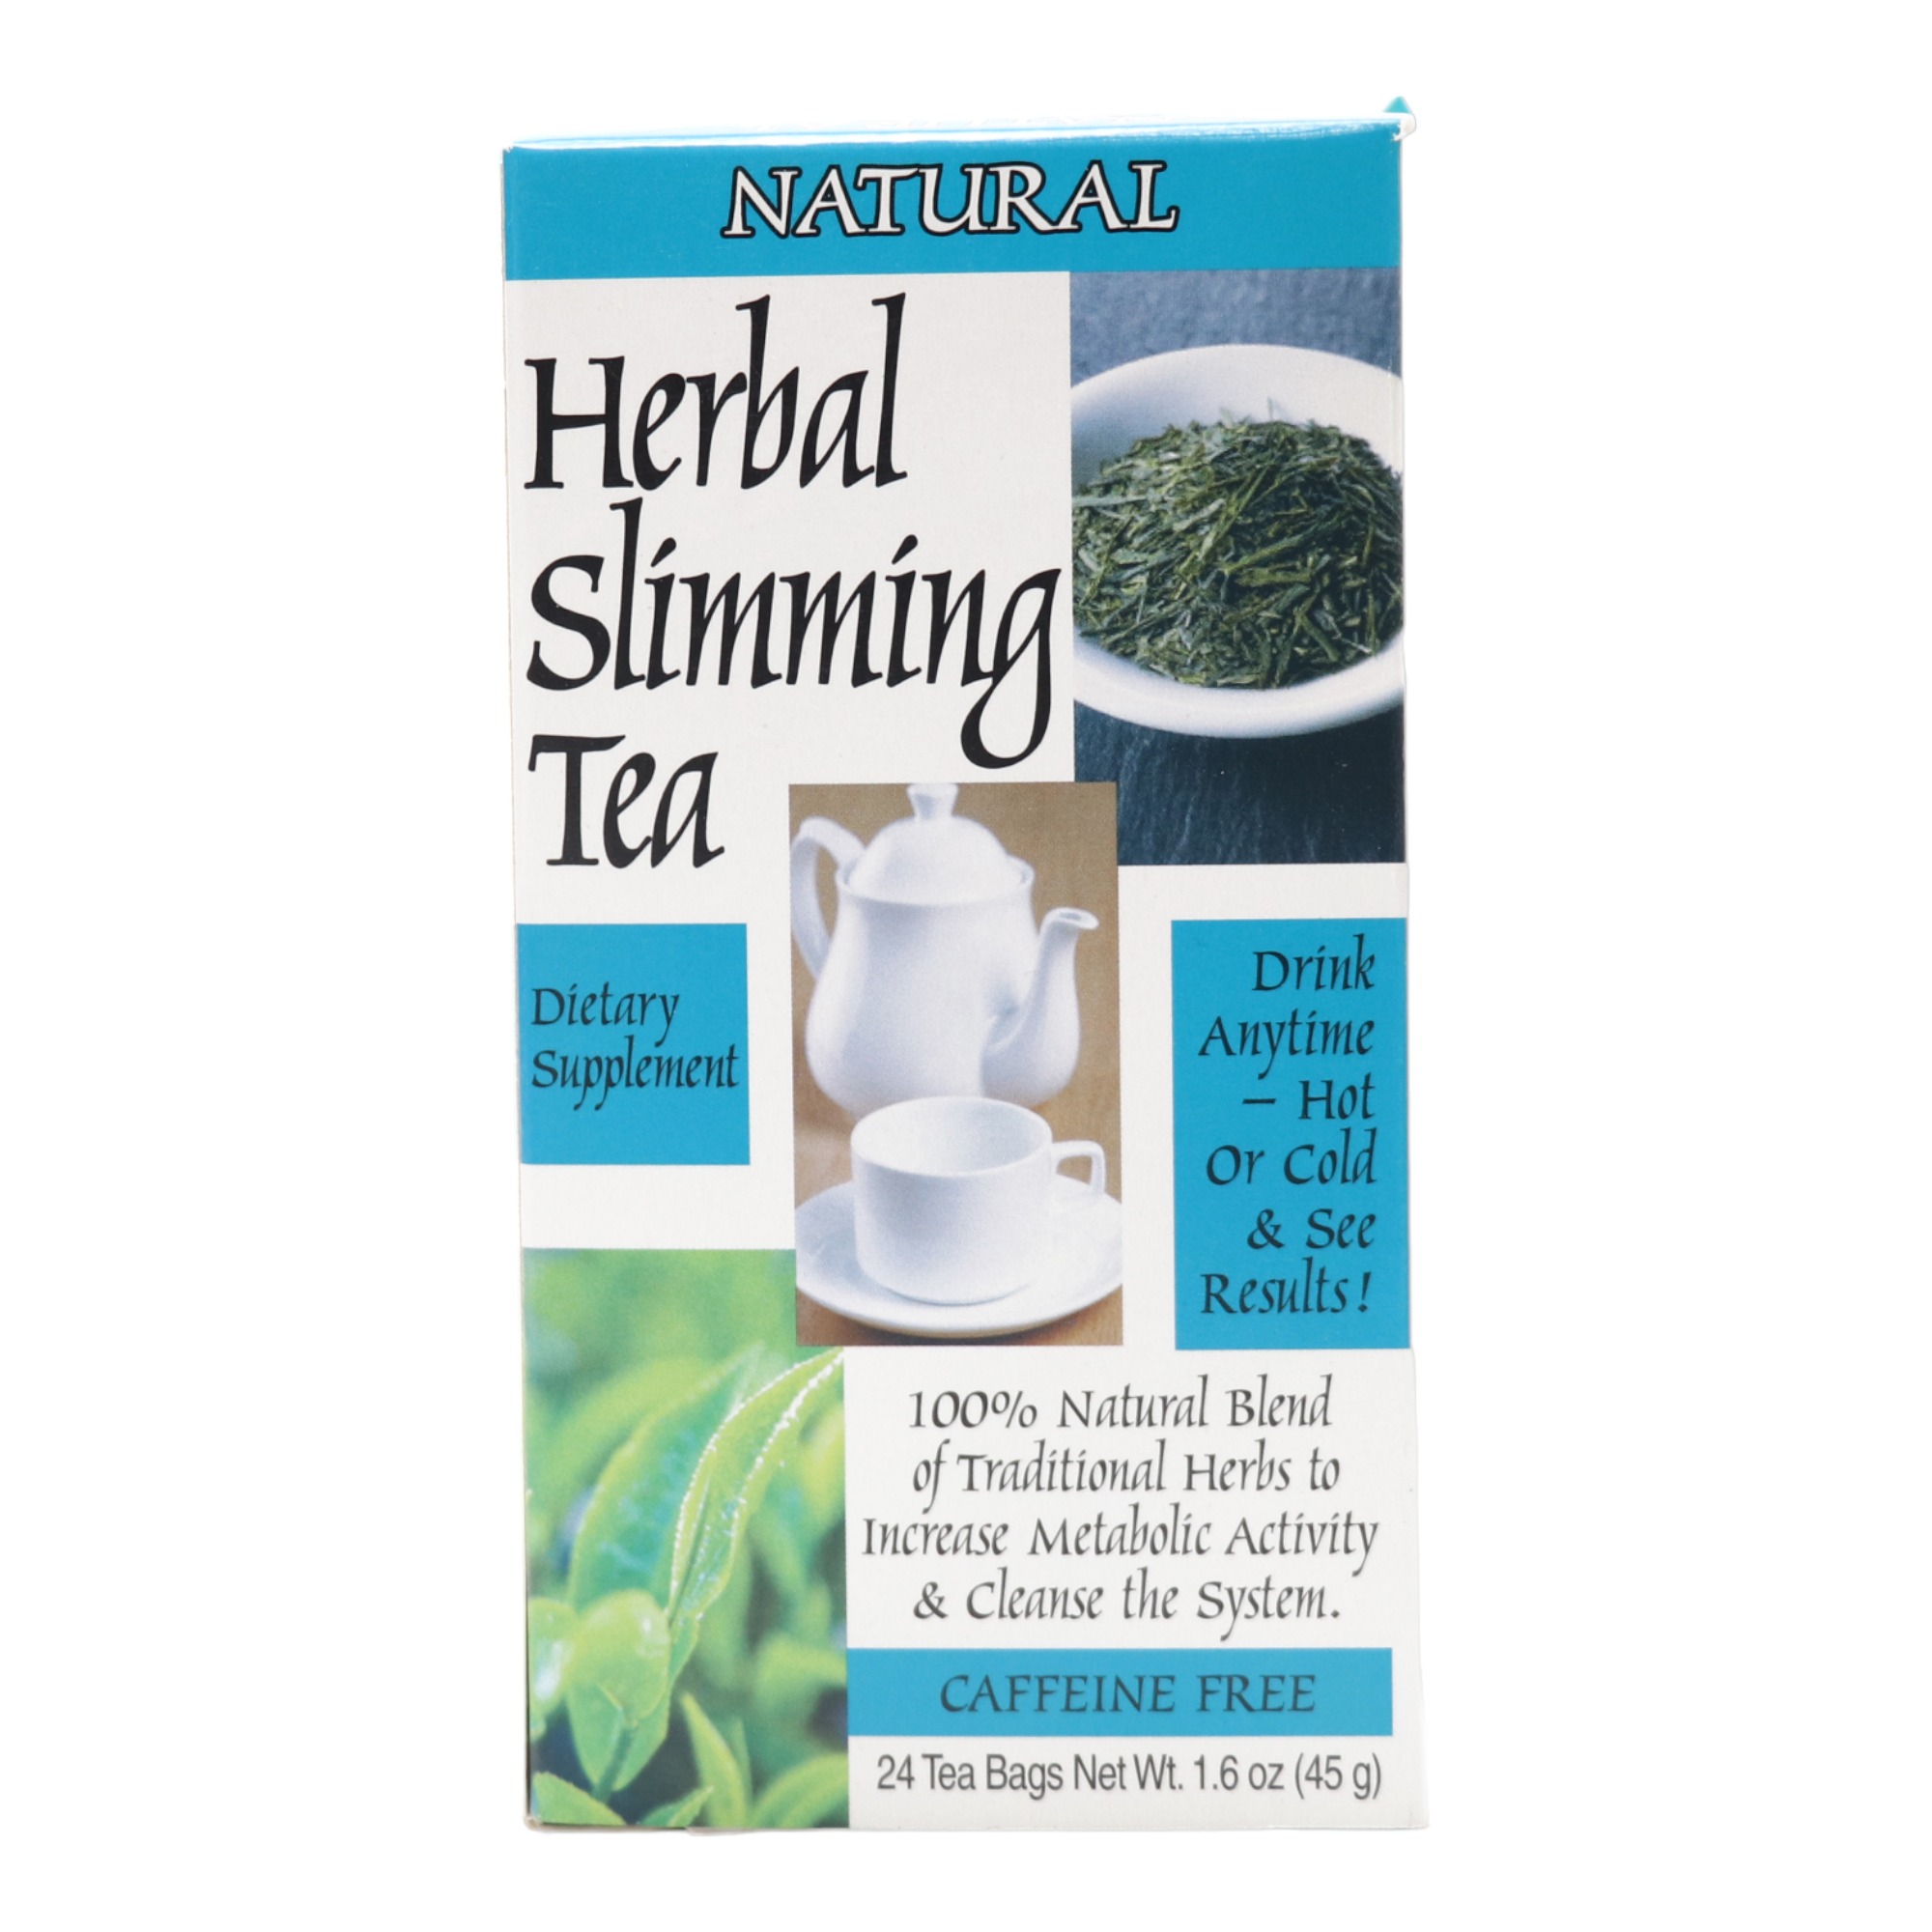 NATURAL
Herbal
Slimming
Tea
Dietary
Supplement
Drink
Anytime
– Hot
Or Cold
& See
Results!
100% Natural Blend
of Traditional Herbs to
Increase Metabolic Activity
& Cleanse the System.
CAFFEINE FREE
24 Tea Bags Net Wt. 1.6 oz (45 g)